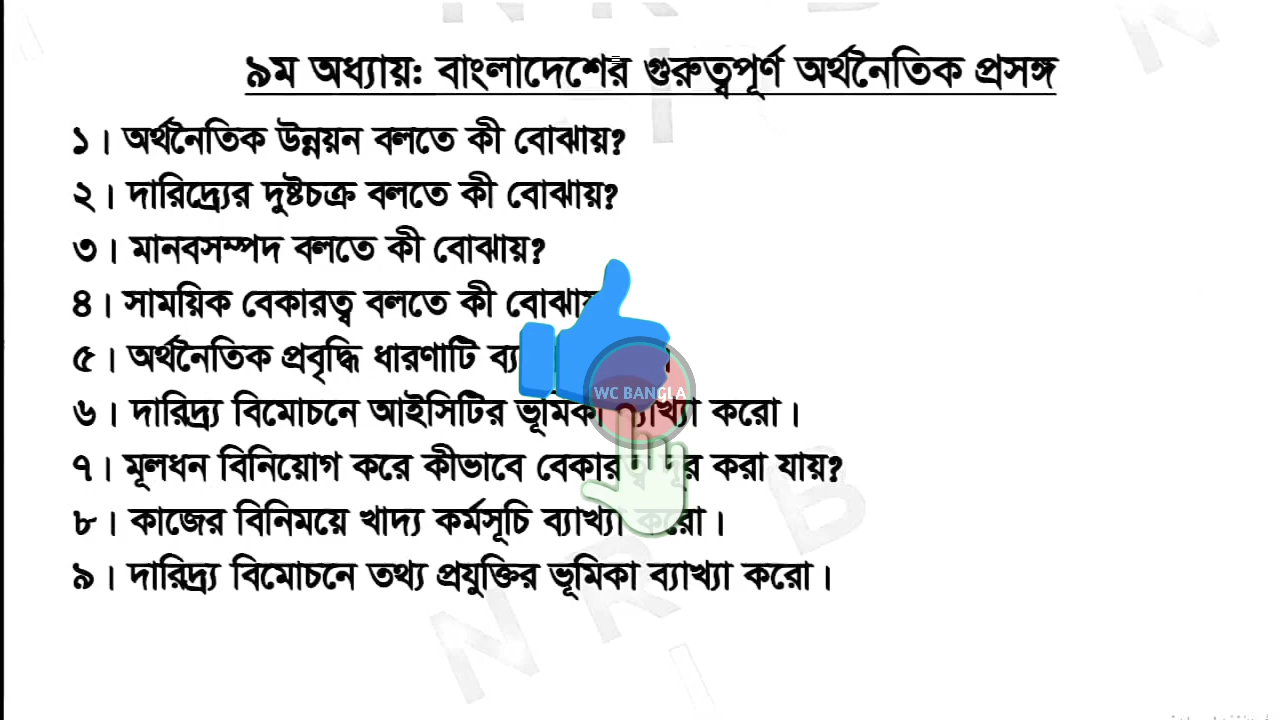 ৯ম অধ্যায়: বাংলাদেশের গুরুত্বপূর্ণ অর্থনৈতিক প্রসঙ্গ
১। অর্থনৈতিক উন্নয়ন বলতে কী বোঝায়?
২। দারিদ্র্যের দুষ্টচক্র বলতে কী বোঝায়?
৩। মানবসম্পদ বলতে কী বোঝায়?
৪। সাময়িক বেকারত্ব বলতে কী বোঝায়
৫। অর্থনৈতিক প্রবৃদ্ধি ধারণাটি
৬। দারিদ্র্য বিমোচনে আইসিটির ভূমিকা ব্যাখ্যা করো।
৭। মূলধন বিনিয়োগ করে কীভাবে বেকারত্ব দূর করা যায়?
৮। কাজের বিনিময়ে খাদ্য কর্মসূচি ব্যাখ্যা করো।
৯। দারিদ্র্য বিমোচনে তথ্য প্রযুক্তির ভূমিকা ব্যাখ্যা করো।
WC BANGLA
N R B